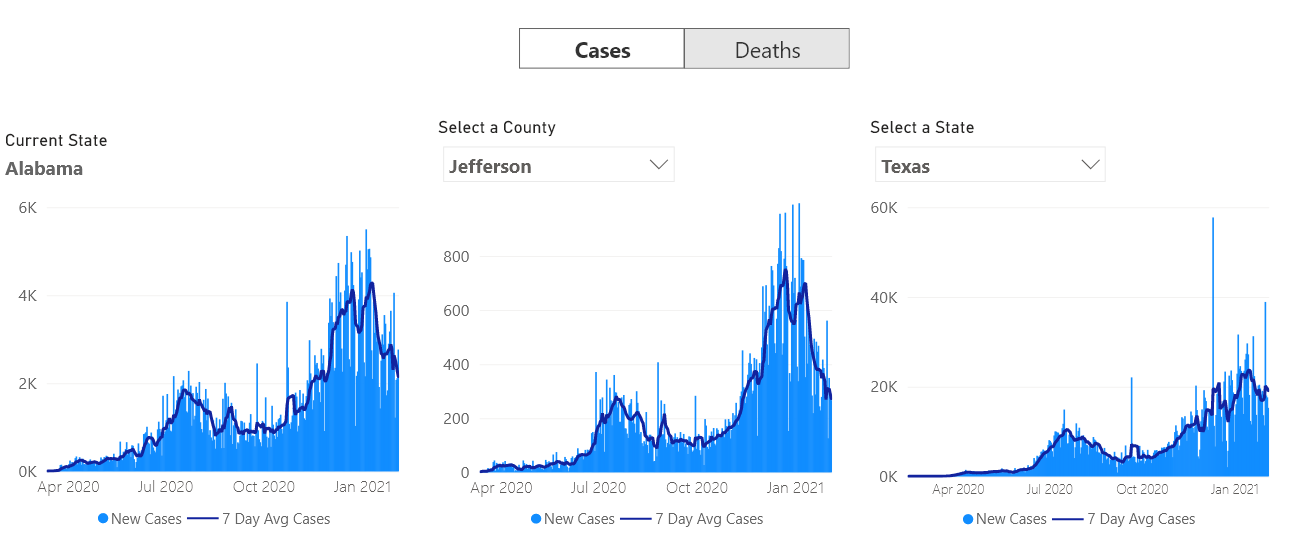 Cases Deaths
Current State
Alabama
6K
4K
2K
0K
Apr 2020 Jul 2020 Oct 2020 Jan 2021
New Cases 7 Day Avg Cases
Select a County
Jefferson
800
600
400
200
0
Apr 2020 Jul 2020 Oct 2020 Jan 2021
New Cases 7 Day Avg Cases
Select a State
Texas
60K
40K
20K
0K
Apr 2020 Jul 2020 Oct 2020 Jan 2021
New Cases 7 Day Avg Cases